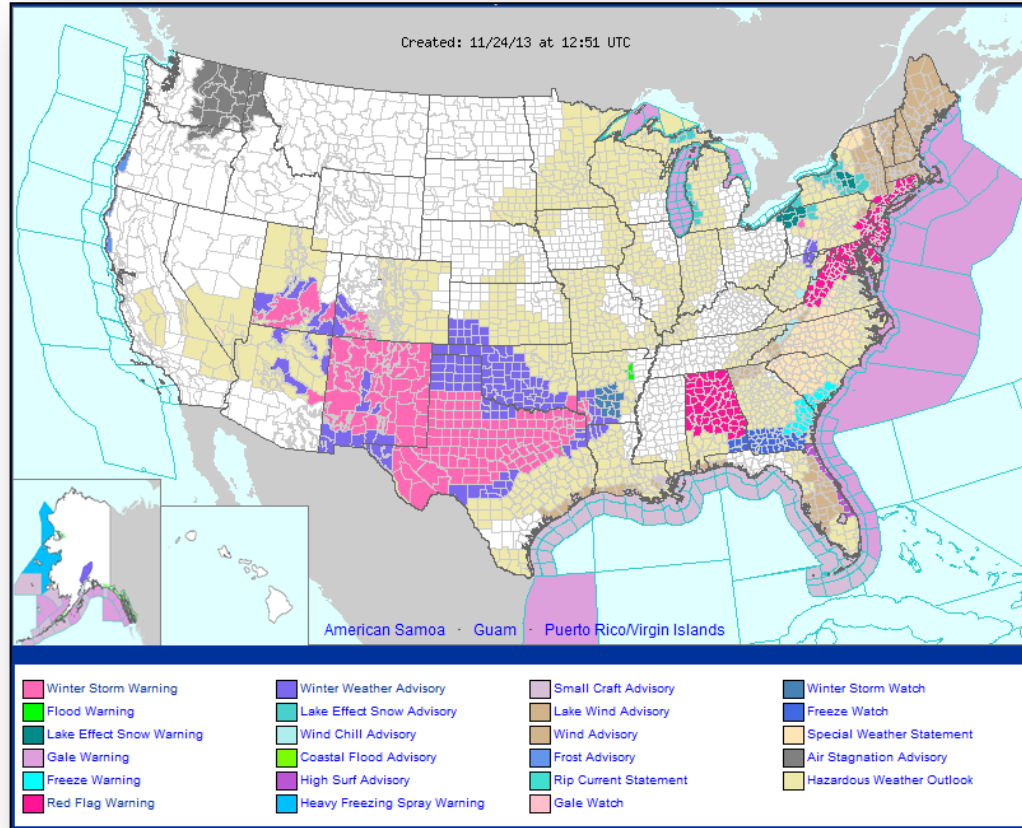 Created: 11/24/13 at 12:51 UTC
American Samoa · Guam · Puerto Rico/Virgin Islands
Winter Storm Warning
Winter Weather Advisory
Small Craft Advisory
Winter Storm Watch
Flood Warning
Lake Effect Snow Advisory
Lake Wind Advisory
Freeze Watch
Lake Effect Snow Warning
Wind Chill Advisory
Wind Advisory
Special Weather Statement
Gale Warning
Coastal Flood Advisory
Frost Advisory
Air Stagnation Advisory
Freeze Warning
High Surf Advisory
Rip Current Statement
Hazardous Weather Outlook
Red Flag Warning
Heavy Freezing Spray Warning
Gale Watch